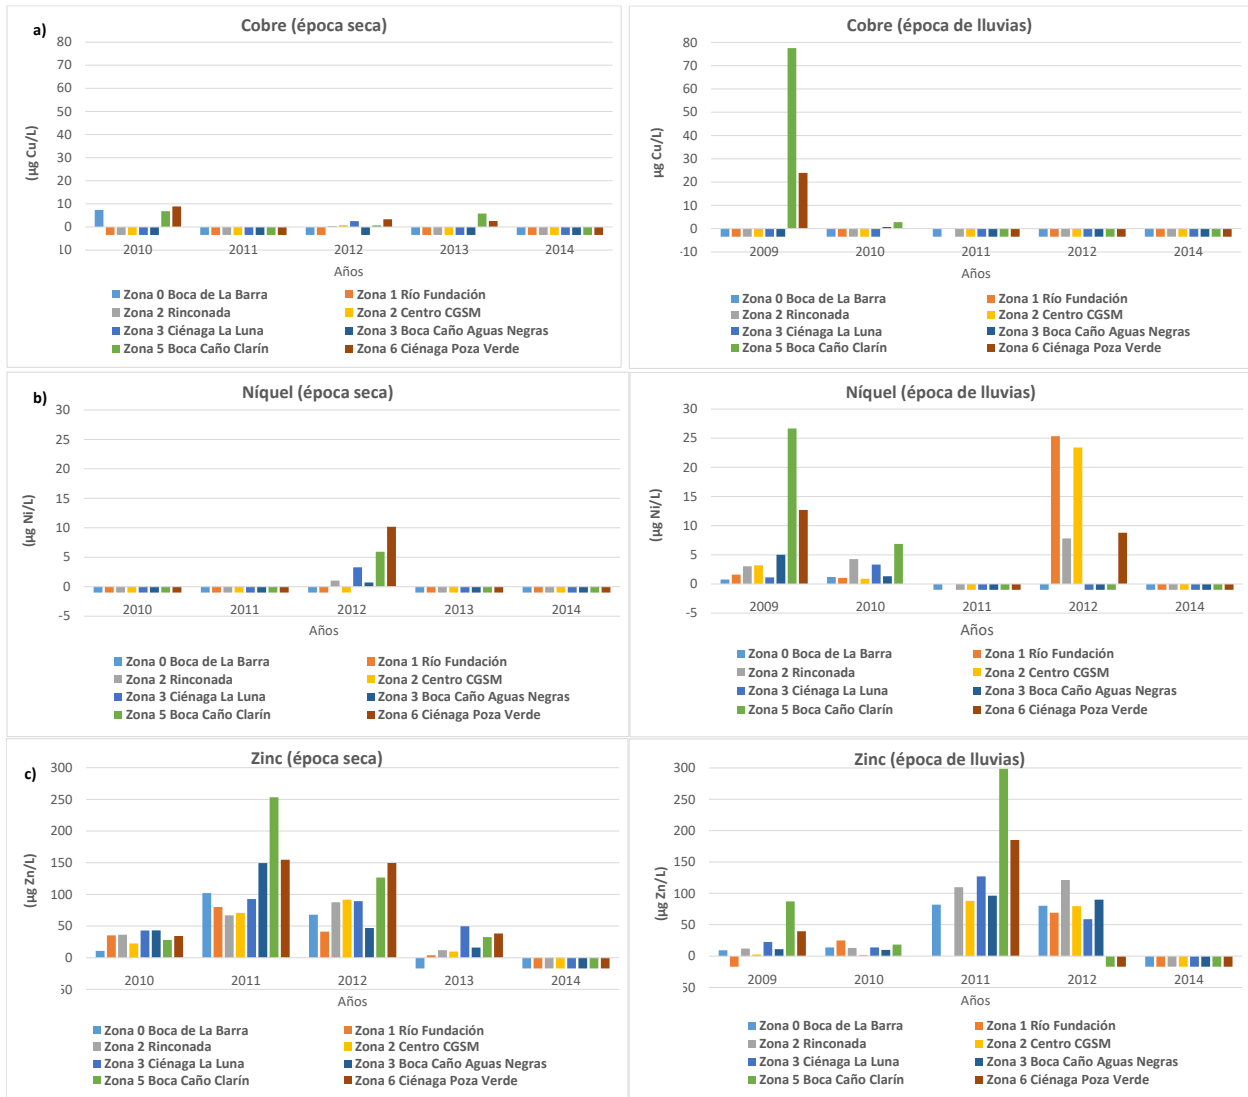 a)
Cobre (época seca)
80
70
60
50
40
30
20
10
0
10
(µg Cu/L)
2010 2011 2012 2013 2014
Años
Zona 0 Boca de La Barra Zona 1 Río Fundación
Zona 2 Rinconada Zona 2 Centro CGSM
Zona 3 Ciénaga La Luna Zona 3 Boca Caño Aguas Negras
Zona 5 Boca Caño Clarín Zona 6 Ciénaga Poza Verde
Cobre (época de lluvias)
80
70
60
50
40
30
20
10
0
-10
µg Cu/L)
2009 2010 2011 2012 2014
Años
Zona 0 Boca de La Barra Zona 1 Río Fundación
Zona 2 Rinconada Zona 2 Centro CGSM
Zona 3 Ciénaga La Luna Zona 3 Boca Caño Aguas Negras
Zona 5 Boca Caño Clarín Zona 6 Ciénaga Poza Verde
b)
Níquel (época seca)
30
25
20
15
10
5
0
-5
(µg Ni/L)
2010 2011 2012 2013 2014
Años
Zona 0 Boca de La Barra Zona 1 Río Fundación
Zona 2 Rinconada Zona 2 Centro CGSM
Zona 3 Ciénaga La Luna Zona 3 Boca Caño Aguas Negras
Zona 5 Boca Caño Clarín Zona 6 Ciénaga Poza Verde
Níquel (época de lluvias)
30
25
20
15
10
5
0
-5
(µg Ni/L)
2009 2010 2011 2012 2014
Años
Zona 0 Boca de La Barra Zona 1 Río Fundación
Zona 2 Rinconada Zona 2 Centro CGSM
Zona 3 Ciénaga La Luna Zona 3 Boca Caño Aguas Negras
Zona 5 Boca Caño Clarín Zona 6 Ciénaga Poza Verde
c)
Zinc (época seca)
300
250
200
150
100
50
0
50
(µg Zn/L)
2010 2011 2012 2013 2014
Años
Zona 0 Boca de La Barra Zona 1 Río Fundación
Zona 2 Rinconada Zona 2 Centro CGSM
Zona 3 Ciénaga La Luna Zona 3 Boca Caño Aguas Negras
Zona 5 Boca Caño Clarín Zona 6 Ciénaga Poza Verde
Zinc (época de lluvias)
300
250
200
150
100
50
0
50
(µg Zn/L)
2009 2010 2011 2012 2014
Años
Zona 0 Boca de La Barra Zona 1 Río Fundación
Zona 2 Rinconada Zona 2 Centro CGSM
Zona 3 Ciénaga La Luna Zona 3 Boca Caño Aguas Negras
Zona 5 Boca Caño Clarín Zona 6 Ciénaga Poza Verde